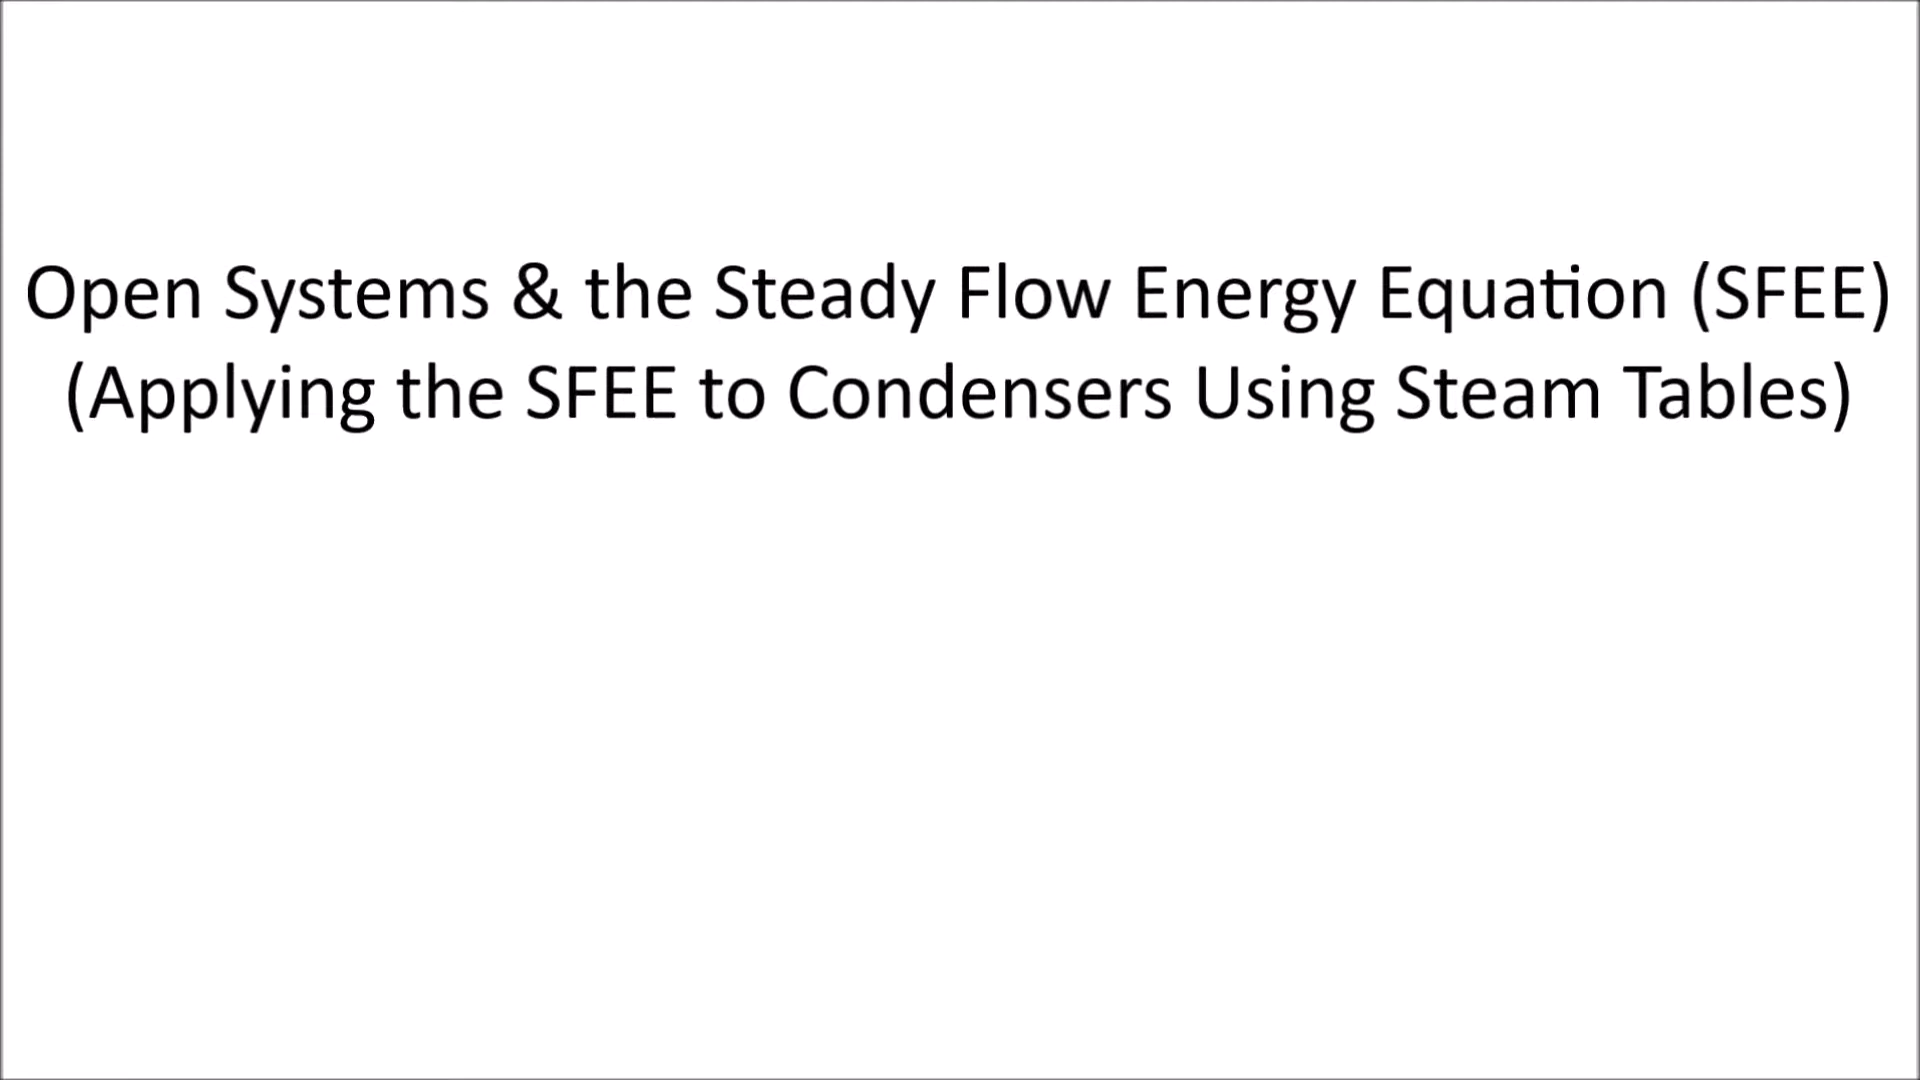 Open Systems & the Steady Flow Energy Equation (SFEE)
(Applying the SFEE to Condensers Using Steam Tables)